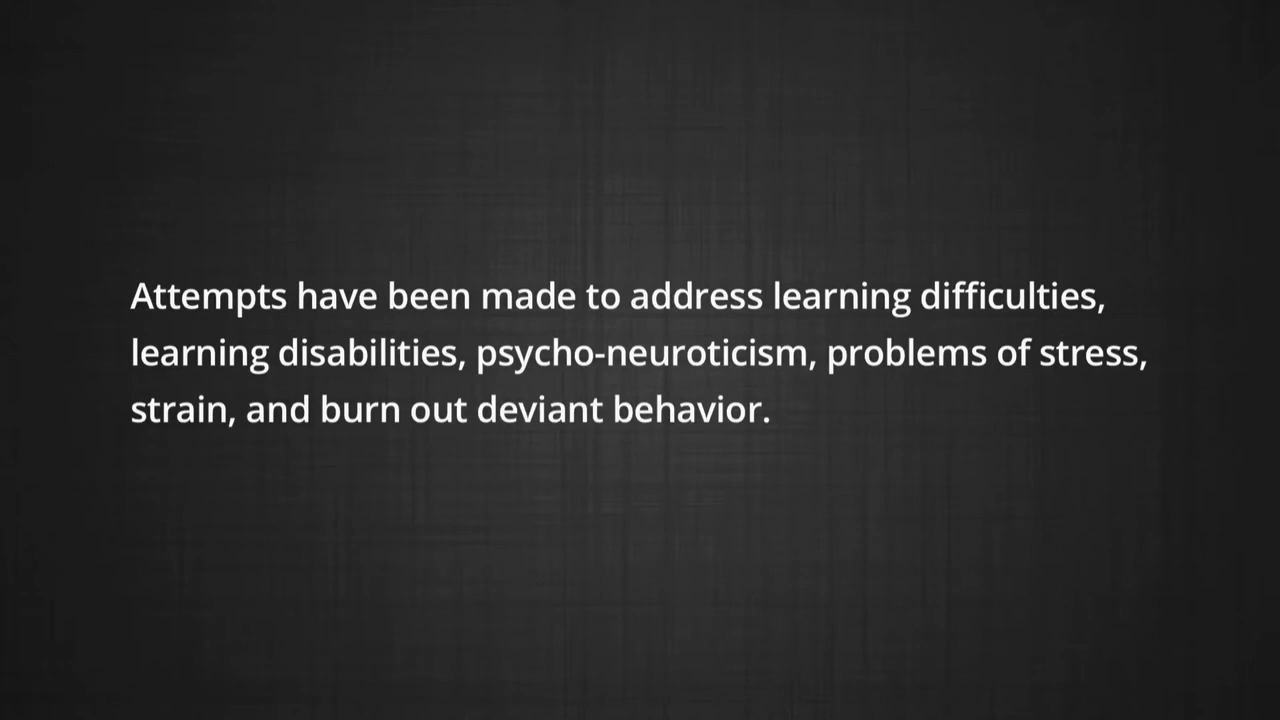 Attempts have been made to address learning difficulties,
learning disabilities, psycho-neuroticism, problems of stress,
strain, and burn out deviant behavior.